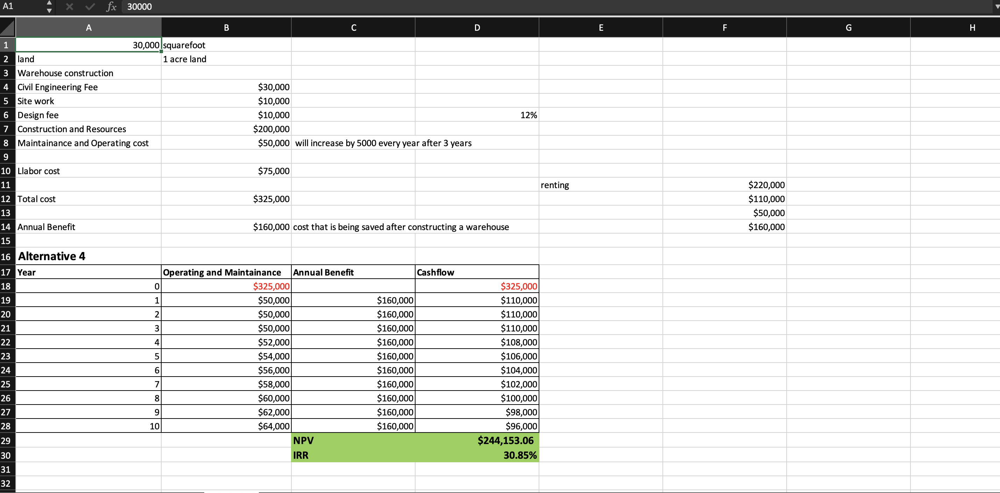 A1 fx 30000
A B C D E F G H
1 30,000 squarefoot
2 land 1 acre land
3 Warehouse construction
4 Civil Engineering Fee $30,000
5 Site work $10,000
6 Design fee $10,000 12%
7 Construction and Resources $200,000
8 Maintainance and Operating cost $50,000 will increase by 5000 every year after 3 years
9
10 Llabor cost $75,000
11 renting $220,000
12 Total cost $325,000 $110,000
13 $50,000
14 Annual Benefit $160,000 cost that is being saved after constructing a warehouse $160,000
15
16 Alternative 4
17 Year Operating and Maintainance Annual Benefit Cashflow
18 0 $325,000 $325,000
19 1 $50,000 $160,000 $110,000
20 2 $50,000 $160,000 $110,000
21 3 $50,000 $160,000 $110,000
22 4 $52,000 $160,000 $108,000
23 5 $54,000 $160,000 $106,000
24 6 $56,000 $160,000 $104,000
25 7 $58,000 $160,000 $102,000
26 8 $60,000 $160,000 $100,000
27 9 $62,000 $160,000 $98,000
28 10 $64,000 $160,000 $96,000
29 NPV $244,153.06
30 IRR 30.85%
31
32